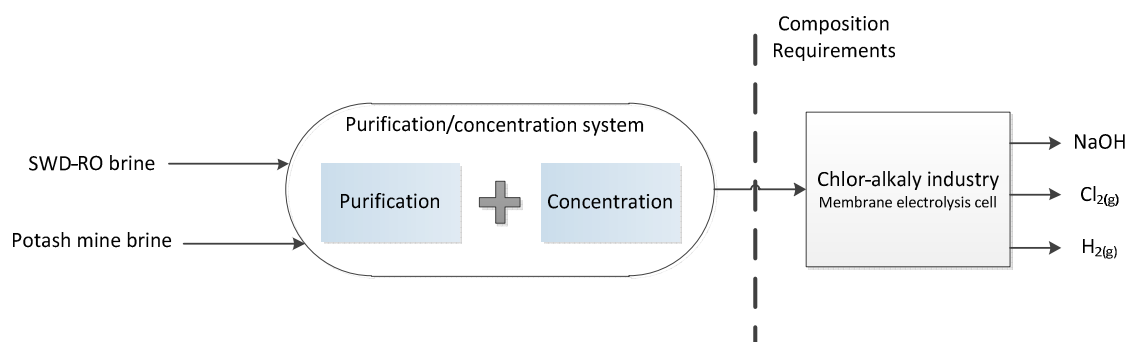 Composition
Requirements
Purification/concentration system
SWD-RO brine
Purification
Concentration
Potash mine brine
Chlor-alkaly industry
Membrane electrolysis cell
NaOH
Cl2(g)
H2(g)